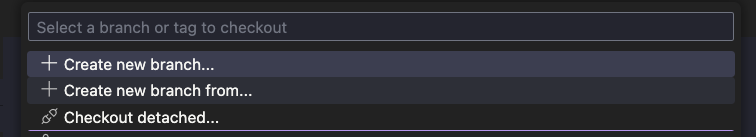 Select a branch or tag to checkout
Create new branch...
Create new branch from...
Checkout detached...